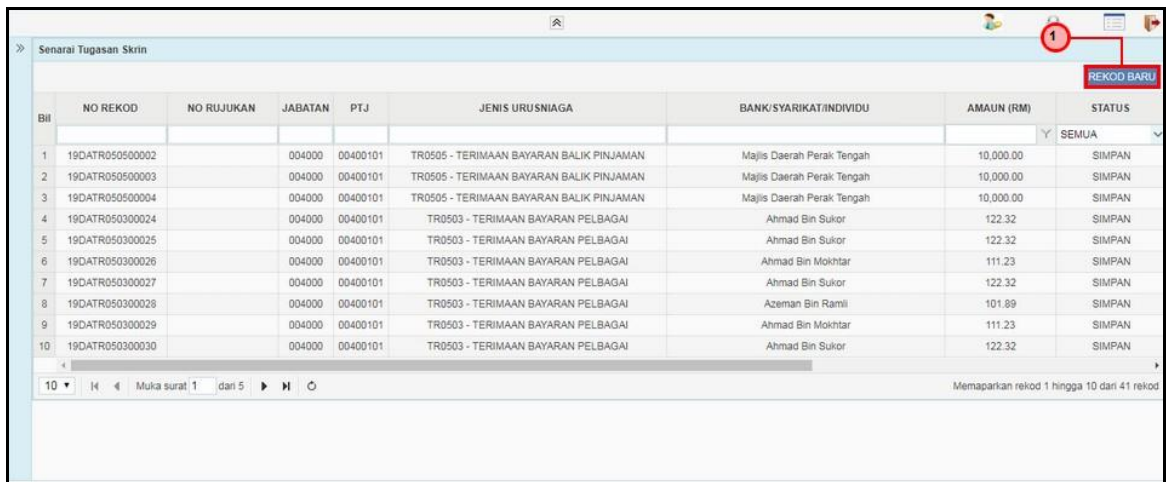 1
Senarai Tugasan Skrin
REKOD BARU
Bil NO REKOD NO RUJUKAN JABATAN PTJ JENIS URUSNIAGA BANK/SYARIKAT/INDIVIDU AMAUN (RM) STATUS
SEMUA
1 19DATR050500002 004000 00400101 TR0505 - TERIMAAN BAYARAN BALIK PINJAMAN Majlis Daerah Perak Tengah 10,000.00 SIMPAN
2 19DATR050500003 004000 00400101 TR0505 - TERIMAAN BAYARAN BALIK PINJAMAN Majlis Daerah Perak Tengah 10,000.00 SIMPAN
3 19DATR050500004 004000 00400101 TR0505 - TERIMAAN BAYARAN BALIK PINJAMAN Majlis Daerah Perak Tengah 10,000.00 SIMPAN
4 19DATR050300024 004000 00400101 TR0503 - TERIMAAN BAYARAN PELBAGAI Ahmad Bin Sukor 122.32 SIMPAN
5 19DATR050300025 004000 00400101 TR0503 - TERIMAAN BAYARAN PELBAGAI Ahmad Bin Sukor 122.32 SIMPAN
6 19DATR050300026 004000 00400101 TR0503 - TERIMAAN BAYARAN PELBAGAI Ahmad Bin Mokhtar 111.23 SIMPAN
7 19DATR050300027 004000 00400101 TR0503 - TERIMAAN BAYARAN PELBAGAI Ahmad Bin Sukor 122.32 SIMPAN
8 19DATR050300028 004000 00400101 TR0503 - TERIMAAN BAYARAN PELBAGAI Azeman Bin Ramli 101.89 SIMPAN
9 19DATR050300029 004000 00400101 TR0503 - TERIMAAN BAYARAN PELBAGAI Ahmad Bin Mokhtar 111.23 SIMPAN
10 19DATR050300030 004000 00400101 TR0503 - TERIMAAN BAYARAN PELBAGAI Ahmad Bin Sukor 122.32 SIMPAN
10 Muka surat 1 dari 5 Memaparkan rekod 1 hingga 10 dari 41 rekod